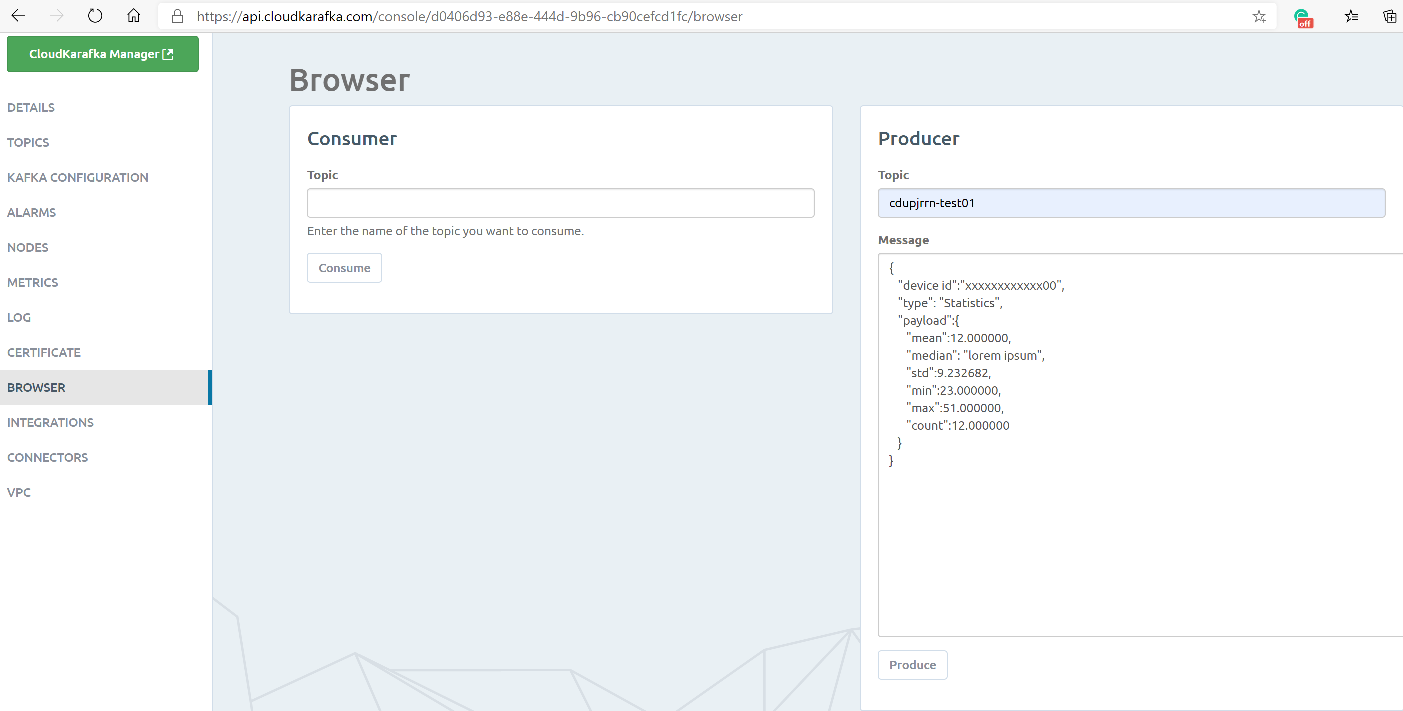 https://api.cloudkarafka.com/console/d0406d93-e88e-444d-9b96-cb90cefcd1fc/browser
off
CloudKarafka Manager
DETAILS
TOPICS
KAFKA CONFIGURATION
ALARMS
NODES
METRICS
LOG
CERTIFICATE
BROWSER
INTEGRATIONS
CONNECTORS
VPC
Browser
Consumer
Topic
Enter the name of the topic you want to consume.
Consume
Producer
Topic
cdupjrrn-test01
Message
{
"device id":"xxxxxxxxxxxx00",
"type": "Statistics",
"payload":{
"mean":12.000000,
"median": "lorem ipsum",
"std":9.232682,
"min":23.000000,
"max":51.000000,
"count":12.000000
}
}
Produce